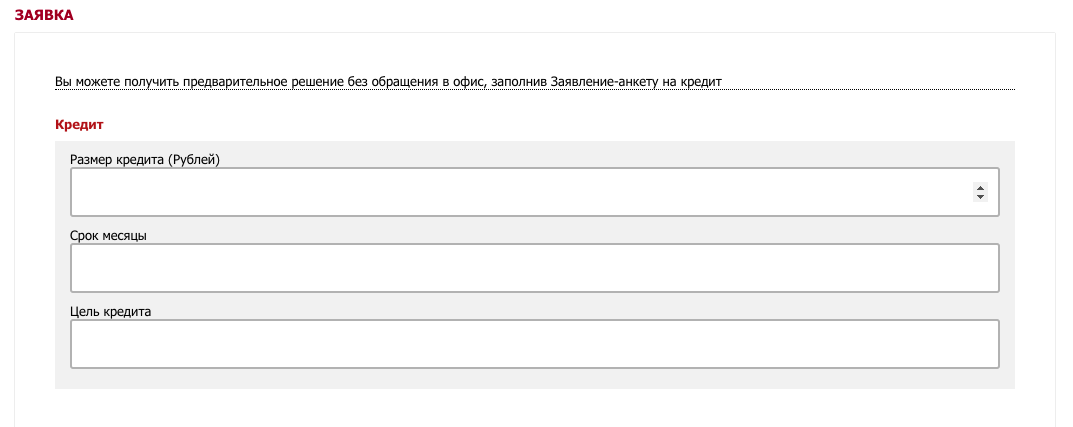 ЗАЯВКА
Вы можете получить предварительное решение без обращения в офис, заполнив Заявление-анкету на кредит
Кредит
Размер кредита (Рублей)
Срок месяцы
Цель кредита